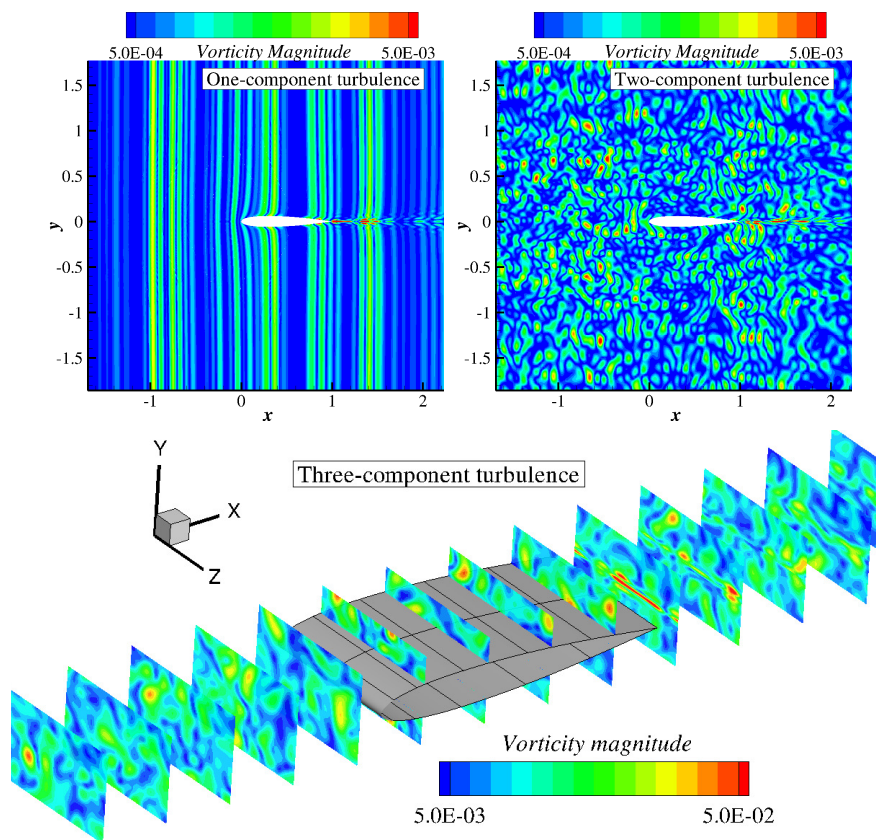 5.0E-04 Vorticity Magnitude 5.0E-03
One-component turbulence
1.5
1
0.5
0
-0.5
-1
-1.5
y
-1 0 1 2
x
5.0E-04 Vorticity Magnitude 5.0E-03
Two-component turbulence
1.5
1
0.5
0
-0.5
-1
-1.5
y
-1 0 1 2
x
Three-component turbulence
Y
X
Z
Vorticity magnitude
5.0E-03 5.0E-02